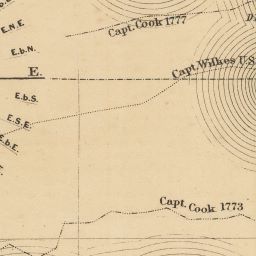 E.N.E.
Capt. Cook 1777
E.b.N.
E.
Capt. Wilkes U.S
E.b.S.
E.S.E.
Capt. Cook 1773